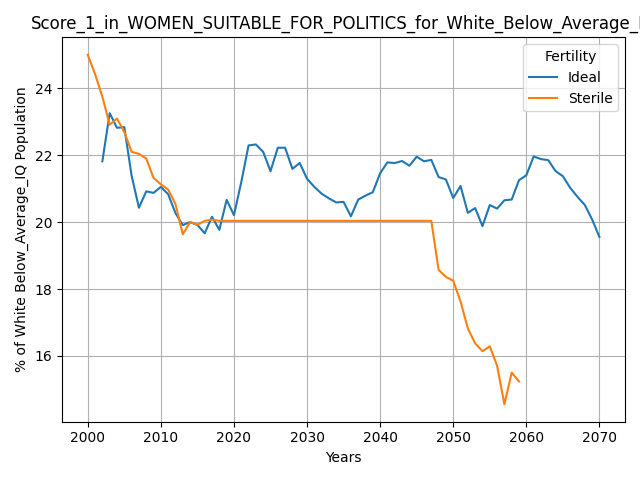 Score_1_in_WOMEN_SUITABLE_FOR_POLITICS_for_White_Below_Average_
Fertility
Ideal
Sterile
% of White Below_Average_IQ Population
24
22
20
18
16
2000 2010 2020 2030 2040 2050 2060 2070
Years